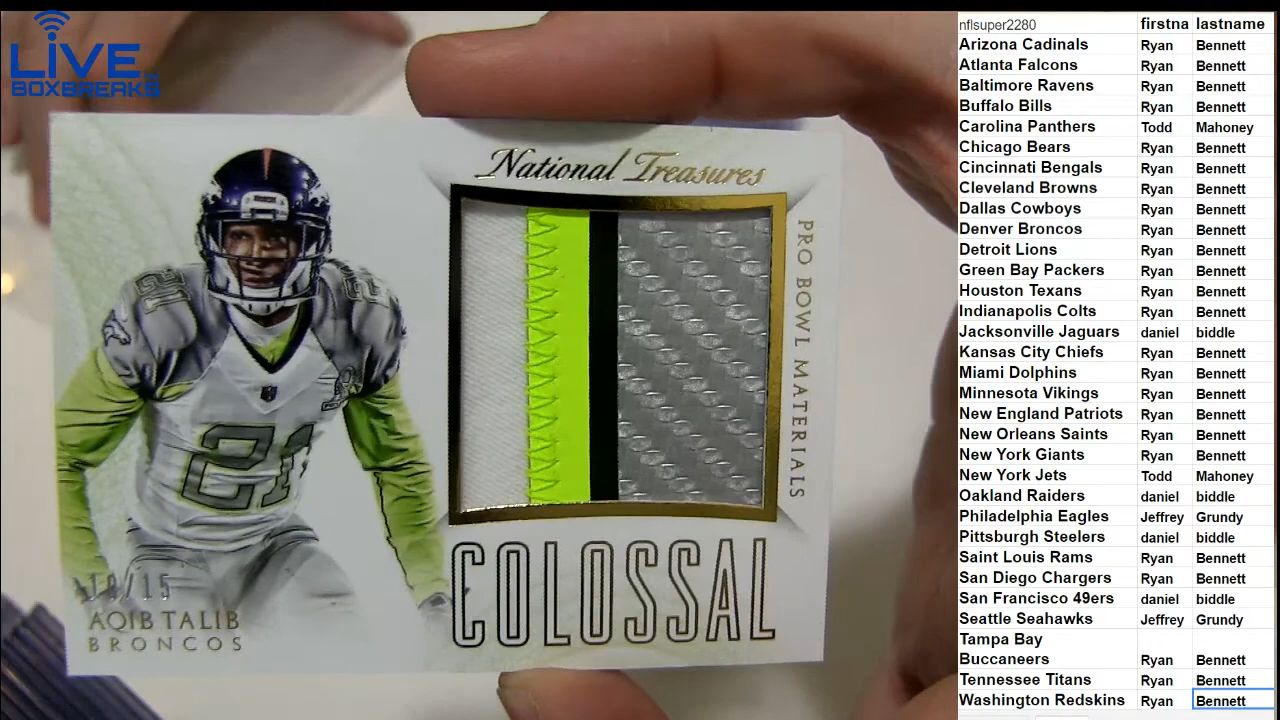 LIVE
BOXBREAKS
National Treasures
PRO BOWL MATERIALS
21
21
COLOSSAL
AQIB TALIB
BRONCOS
nflsuper2280 firstna lastname
Arizona Cadinals Ryan Bennett
Atlanta Falcons Ryan Bennett
Baltimore Ravens Ryan Bennett
Buffalo Bills Ryan Bennett
Carolina Panthers Todd Mahoney
Chicago Bears Ryan Bennett
Cincinnati Bengals Ryan Bennett
Cleveland Browns Ryan Bennett
Dallas Cowboys Ryan Bennett
Denver Broncos Ryan Bennett
Detroit Lions Ryan Bennett
Green Bay Packers Ryan Bennett
Houston Texans Ryan Bennett
Indianapolis Colts Ryan Bennett
Jacksonville Jaguars daniel biddle
Kansas City Chiefs Ryan Bennett
Miami Dolphins Ryan Bennett
Minnesota Vikings Ryan Bennett
New England Patriots Ryan Bennett
New Orleans Saints Ryan Bennett
New York Giants Ryan Bennett
New York Jets Todd Mahoney
Oakland Raiders daniel biddle
Philadelphia Eagles Jeffrey Grundy
Pittsburgh Steelers daniel biddle
Saint Louis Rams Ryan Bennett
San Diego Chargers Ryan Bennett
San Francisco 49ers daniel biddle
Seattle Seahawks Jeffrey Grundy
Tampa Bay
Buccaneers Ryan Bennett
Tennessee Titans Ryan Bennett
Washington Redskins Ryan Bennett